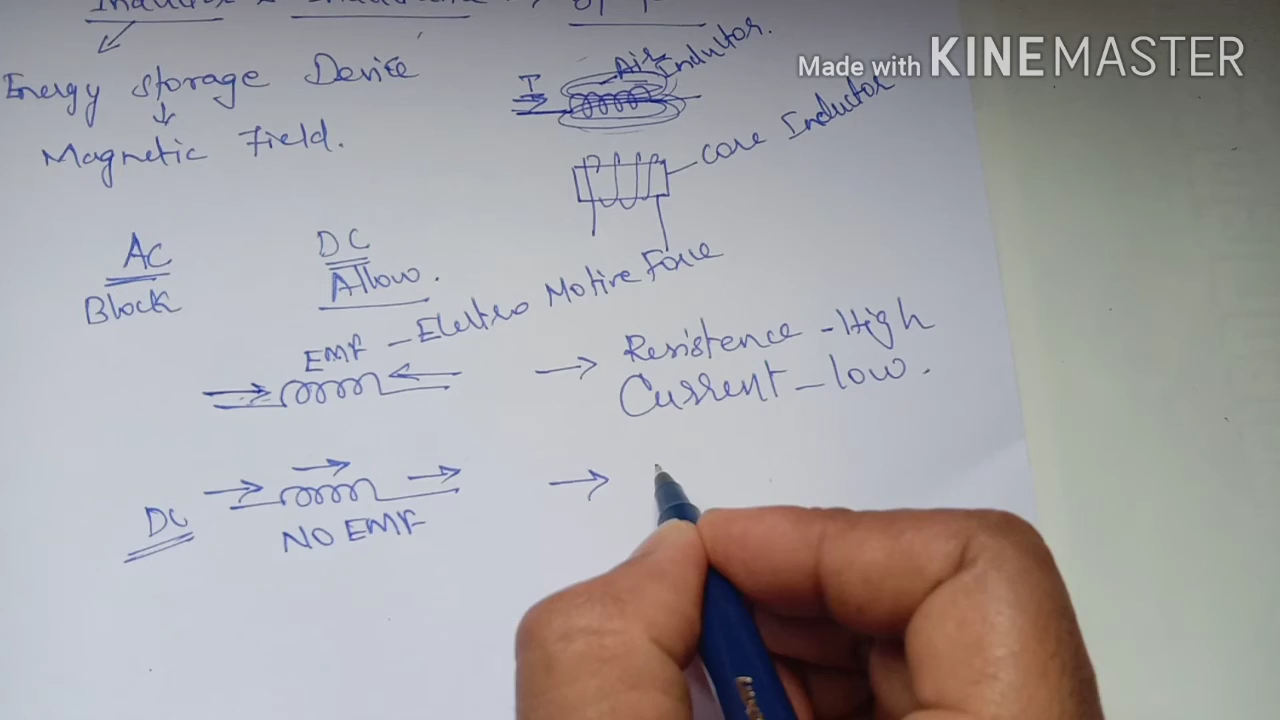 Energy storage Device
Magnetic Field.
I
Air Inductor.
Core Inductor
AC
Block
DC
Allow.
EMF - Electro Motive Force
Resistence - High
Current - low.
DC
NO EMF
Made with KINEMASTER